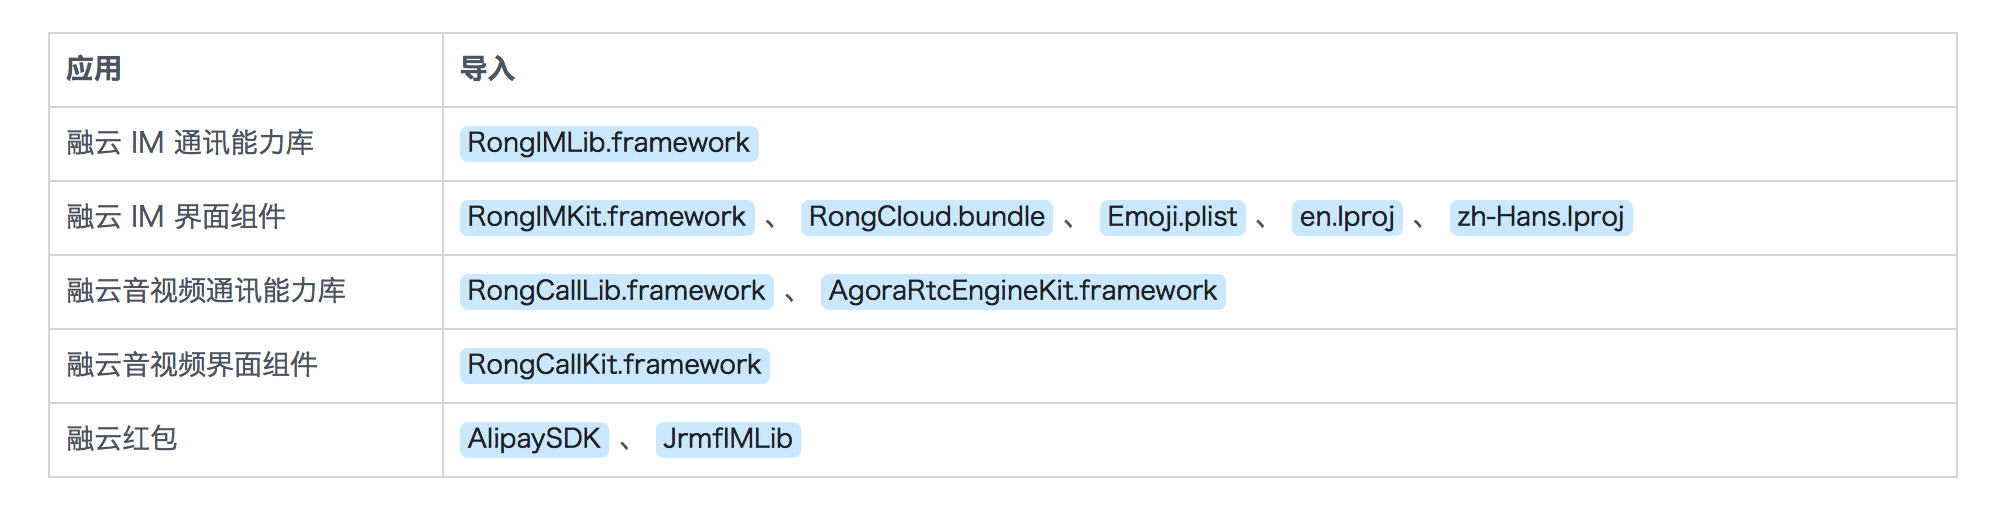 应用 导入
融云 IM 通讯能力库 RongIMLib.framework
融云 IM 界面组件 RongIMKit.framework 、 RongCloud.bundle 、 Emoji.plist 、 en.lproj 、 zh-Hans.lproj
融云音视频通讯能力库 RongCallLib.framework 、 AgoraRtcEngineKit.framework
融云音视频界面组件 RongCallKit.framework
融云红包 AlipaySDK 、 JrmfIMLib